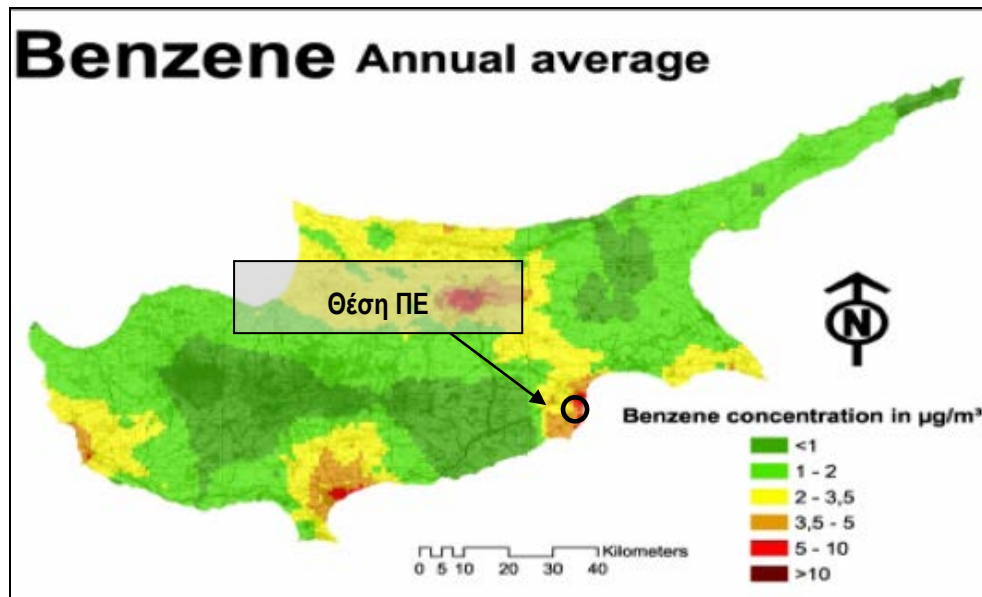 Benzene Annual average
Θέση ΠΕ
N
Benzene concentration in µg/m³
<1
1 - 2
2 - 3,5
3,5 - 5
5 - 10
>10
Kilometers
0 5 10 20 30 40